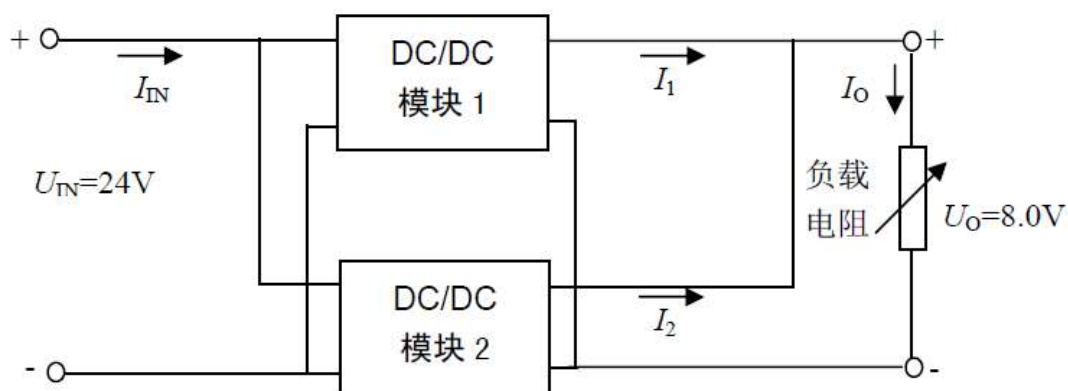 +
I_IN
DC/DC
模块 1
I_1
+
I_O
U_IN=24V
负载
电阻
U_O=8.0V
DC/DC
模块 2
I_2
-
-